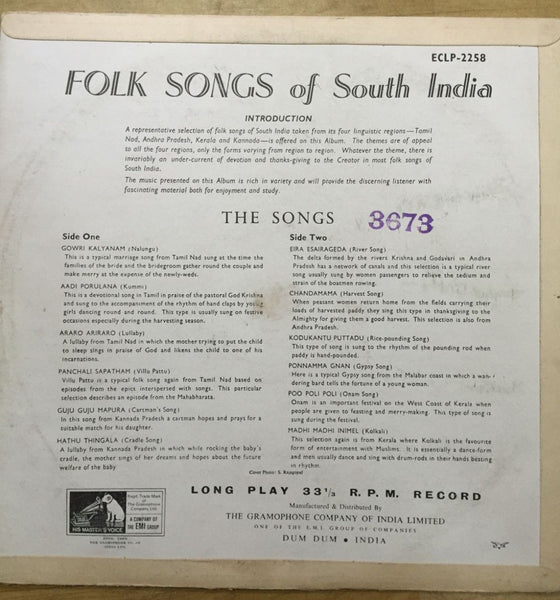 ECLP-2258
FOLK SONGS of South India
INTRODUCTION
A representative selection of folk songs of South India taken from its four linguistic regions—Tamil
Nad, Andhra Pradesh, Kerala and Kannada—is offered on this Album. The themes are of appeal
to all the four regions, only the forms varying from region to region. Whatever the theme, there is
invariably an under-current of devotion and thanks-giving to the Creator in most folk songs of
South India.
The music presented on this Album is rich in variety and will provide the discerning listener with
fascinating material both for enjoyment and study.
THE SONGS
3673
Side One
GOWRI KALYANAM (Nalungu)
This is a typical marriage song from Tamil Nad sung at the time the
families of the bride and the bridegroom gather round the couple and
make merry at the expense of the newly-weds.
AADI PORULANA (Kummi)
This is a devotional song in Tamil in praise of the pastoral God Krishna
and sung to the accompaniment of the rhythm of hand claps by young
girls dancing round and round. This type is usually sung on festive
occasions especially during the harvesting season.
ARARO ARIRARO (Lullaby)
A lullaby from Tamil Nad in which the mother trying to put the child
to sleep sings in praise of God and likens the child to one of his
incarnations.
PANCHALI SAPATHAM (Villu Pattu)
Villu Pattu is a typical folk song again from Tamil Nad based on
episodes from the epics interspersed with songs. This particular
selection describes an episode from the Mahabharata.
GUJU GUJU MAPURA (Cartman's Song)
In this song from Kannada Pradesh a cartman hopes and prays for a
suitable match for his daughter.
HATHU THINGALA (Cradle Song)
A lullaby from Kannada Pradesh in which while rocking the baby's
cradle, the mother sings of her dreams and hopes about the future
welfare of the baby
Side Two
EIRA ESAIRAGEDA (River Song)
The delta formed by the rivers Krishna and Godavari in Andhra
Pradesh has a network of canals and this selection is a typical river
song usually sung by women passengers to relieve the tedium and
strain of the boatmen rowing.
CHANDAMAMA (Harvest Song)
When peasant women return home from the fields carrying their
loads of harvested paddy they sing this type in thanksgiving to the
Almighty for giving them a good harvest. This selection is also from
Andhra Pradesh.
KODUKANTU PUTTADU (Rice-pounding Song)
This type of song is sung to the rhythm of the pounding rod when
paddy is hand-pounded.
PONNAMMA GNAN (Gypsy Song)
Here is a typical Gypsy song from the Malabar coast in which a wan-
dering bard tells the fortune of a young woman.
POO POLI POLI (Onam Song)
Onam is an important festival on the West Coast of Kerala when
people are given to feasting and merry-making. This type of song is
sung during the festival.
MADHI MADHI INIMEL (Kolkali)
This selection again is from Kerala where Kolkali is the favourite
form of entertainment with Muslims. It is essentially a dance-form
and men usually dance and sing with drum-rods in their hands beating
in rhythm.
Cover Photo: S. Rajagopal
LONG PLAY 33⅓ R.P.M. RECORD
Manufactured & Distributed By
THE GRAMOPHONE COMPANY OF INDIA LIMITED
ONE OF THE E.M.I. GROUP OF COMPANIES
DUM DUM • INDIA
HIS MASTER'S VOICE
Regd. Trade Mark
of
The Gramophone
Company Ltd.
A COMPANY OF
THE EMI GROUP